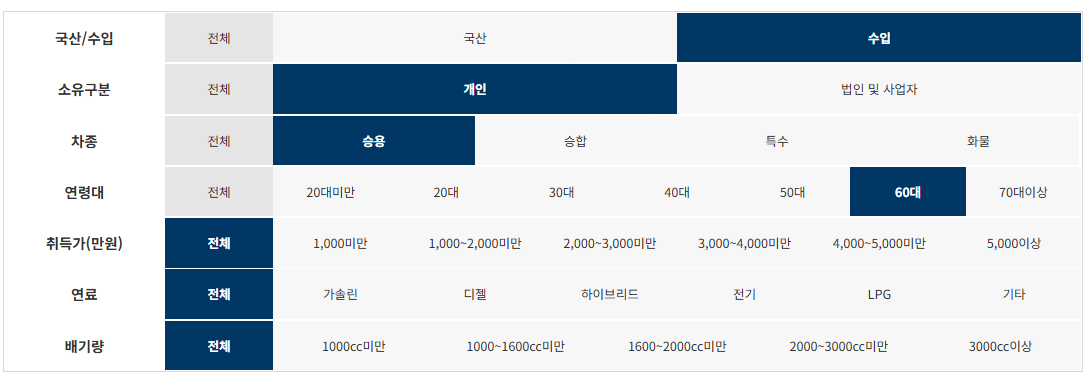 국산/수입 전체 국산 수입
소유구분 전체 개인 법인 및 사업자
차종 전체 승용 승합 특수 화물
연령대 전체 20대미만 20대 30대 40대 50대 60대 70대이상
취득가(만원) 전체 1,000미만 1,000~2,000미만 2,000~3,000미만 3,000~4,000미만 4,000~5,000미만 5,000이상
연료 전체 가솔린 디젤 하이브리드 전기 LPG 기타
배기량 전체 1000cc미만 1000~1600cc미만 1600~2000cc미만 2000~3000cc미만 3000cc이상